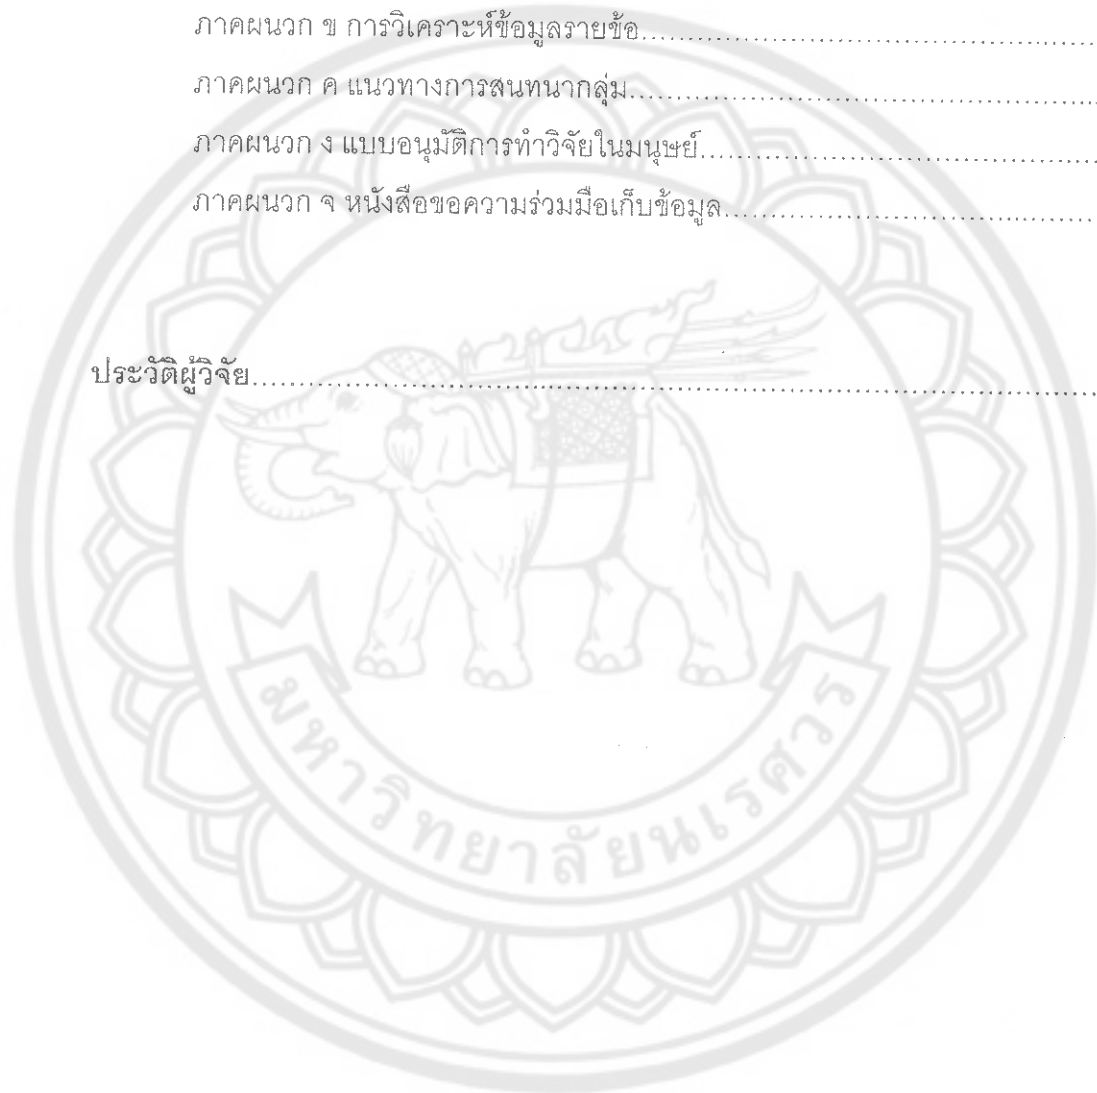 ภาคผนวก ข การวิเคราะห์ข้อมูลรายข้อ................................................
ภาคผนวก ค แนวทางการสนทนากลุ่ม................................................
ภาคผนวก ง แบบอนุมัติการทำวิจัยในมนุษย์..........................................
ภาคผนวก จ หนังสือขอความร่วมมือเก็บข้อมูล.......................................
ประวัติผู้วิจัย................................................................................
มหาวิทยาลัยนเรศวร